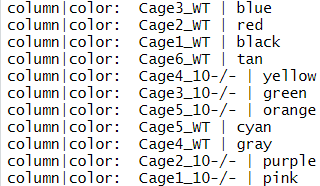 column|color:  Cage3_WT | blue
column|color:  Cage2_WT | red
column|color:  Cage1_WT | black
column|color:  Cage6_WT | tan
column|color:  Cage4_10-/- | yellow
column|color:  Cage3_10-/- | green
column|color:  Cage5_10-/- | orange
column|color:  Cage5_WT | cyan
column|color:  Cage4_WT | gray
column|color:  Cage2_10-/- | purple
column|color:  Cage1_10-/- | pink